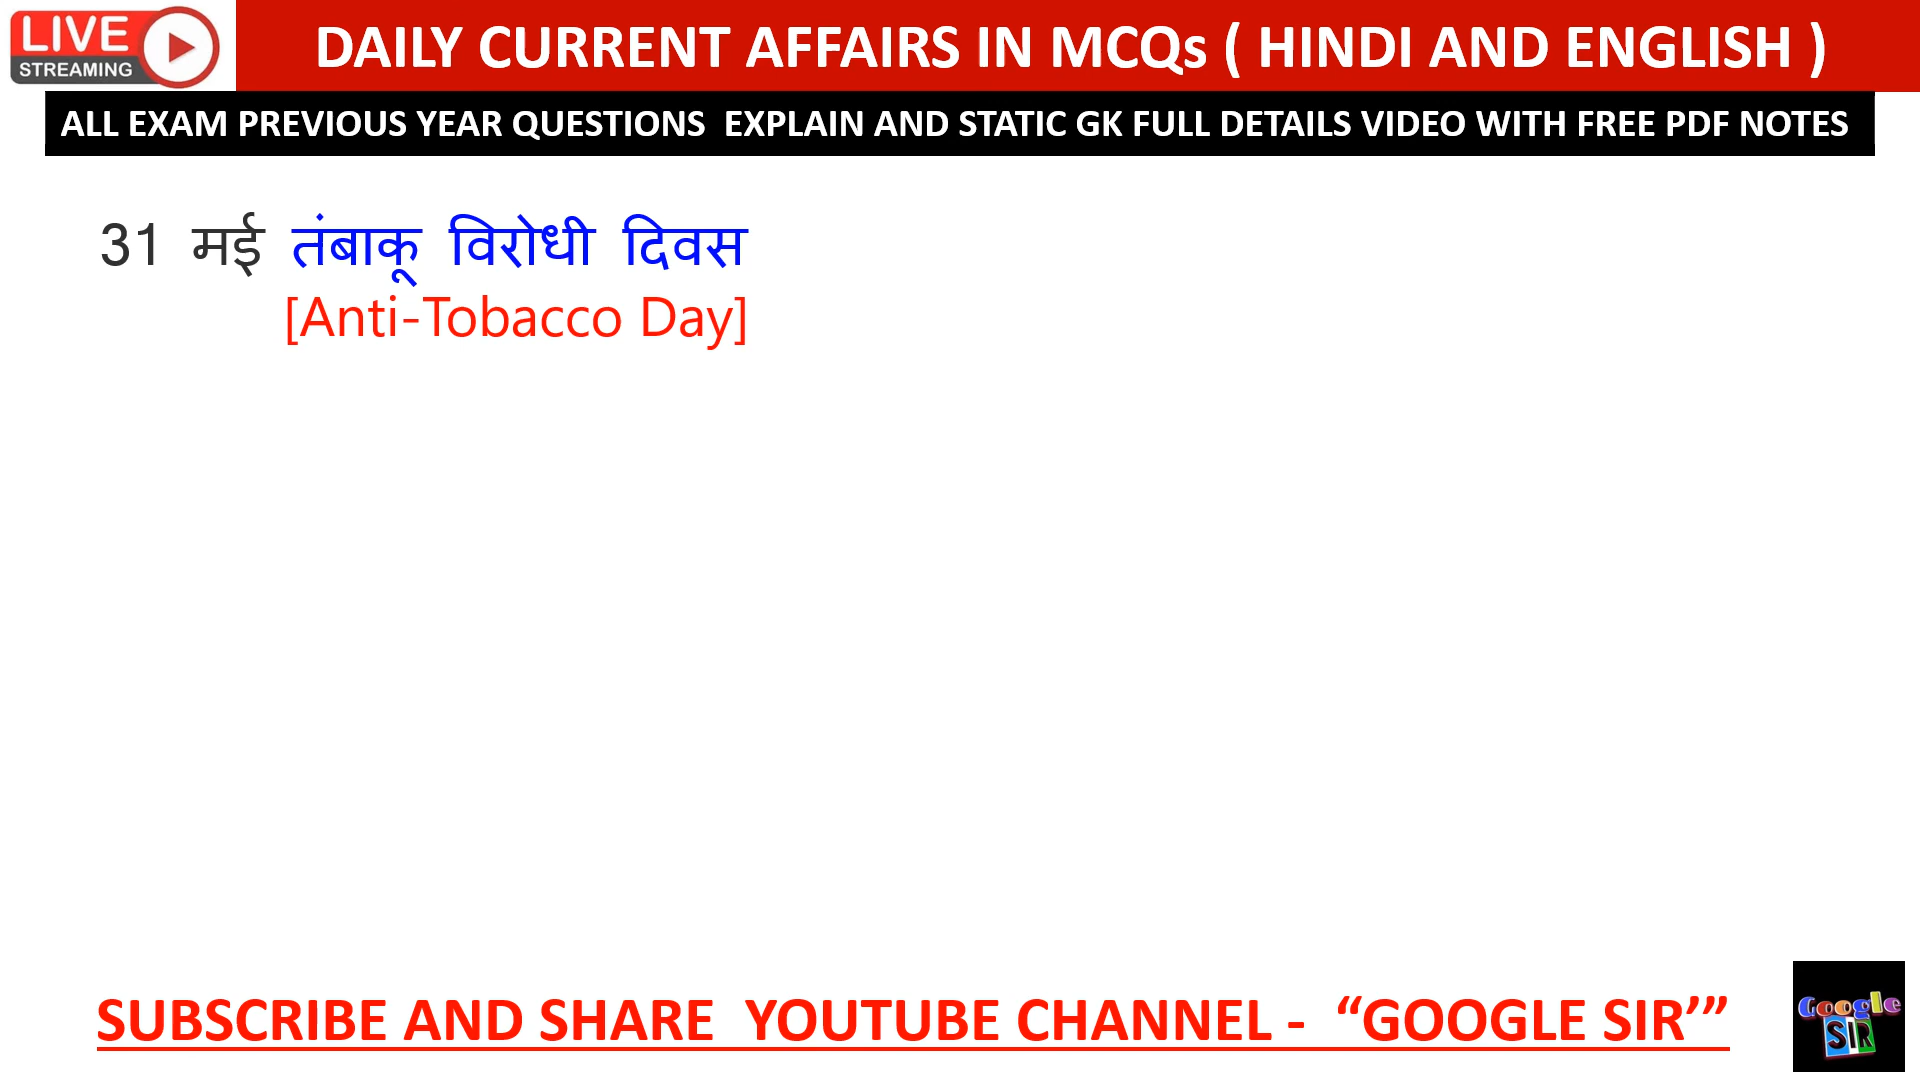 LIVE
STREAMING
DAILY CURRENT AFFAIRS IN MCQs ( HINDI AND ENGLISH )
ALL EXAM PREVIOUS YEAR QUESTIONS EXPLAIN AND STATIC GK FULL DETAILS VIDEO WITH FREE PDF NOTES
31 मई तंबाकू विरोधी दिवस
[Anti-Tobacco Day]
SUBSCRIBE AND SHARE YOUTUBE CHANNEL - “GOOGLE SIR’”
Google
SIR